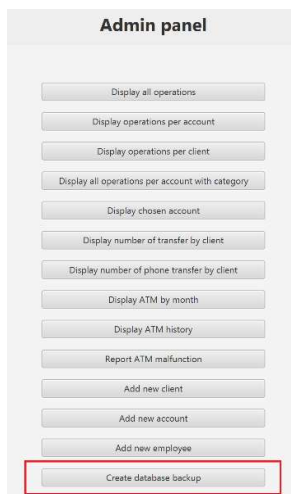 Admin panel
Display all operations
Display operations per account
Display operations per client
Display all operations per account with category
Display chosen account
Display number of transfer by client
Display number of phone transfer by client
Display ATM by month
Display ATM history
Report ATM malfunction
Add new client
Add new account
Add new employee
Create database backup